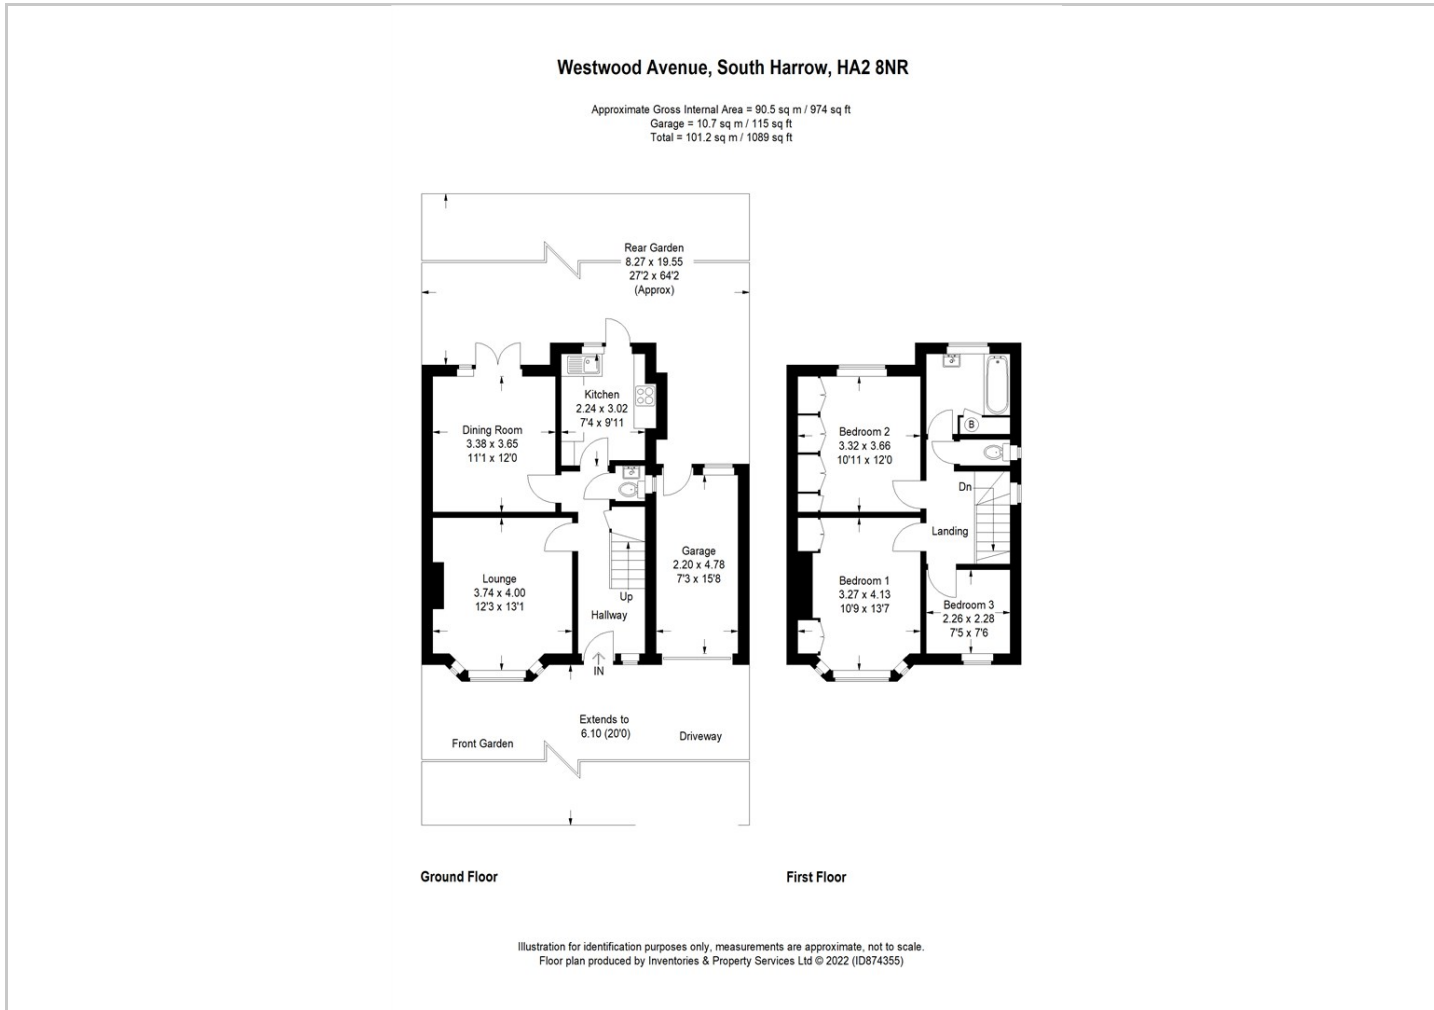 Westwood Avenue, South Harrow, HA2 8NR
Approximate Gross Internal Area = 90.5 sq m / 974 sq ft
Garage = 10.7 sq m / 115 sq ft
Total = 101.2 sq m / 1089 sq ft
Rear Garden
8.27 x 19.55
27'2 x 64'2
(Approx)
Kitchen
2.24 x 3.02
7'4 x 9'11
Dining Room
3.38 x 3.65
11'1 x 12'0
Lounge
3.74 x 4.00
12'3 x 13'1
Garage
2.20 x 4.78
7'3 x 15'8
Up
Hallway
IN
Extends to
6.10 (20'0)
Front Garden
Driveway
Ground Floor
B
Bedroom 2
3.32 x 3.66
10'11 x 12'0
Dn
Landing
Bedroom 1
3.27 x 4.13
10'9 x 13'7
Bedroom 3
2.26 x 2.28
7'5 x 7'6
First Floor
Illustration for identification purposes only, measurements are approximate, not to scale.
Floor plan produced by Inventories & Property Services Ltd © 2022 (ID874355)